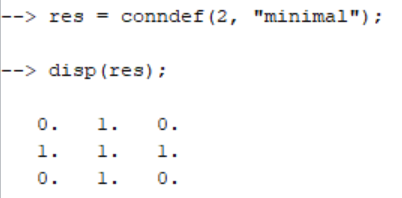 --> res = conndef(2, "minimal");
--> disp(res);
0. 1. 0.
1. 1. 1.
0. 1. 0.